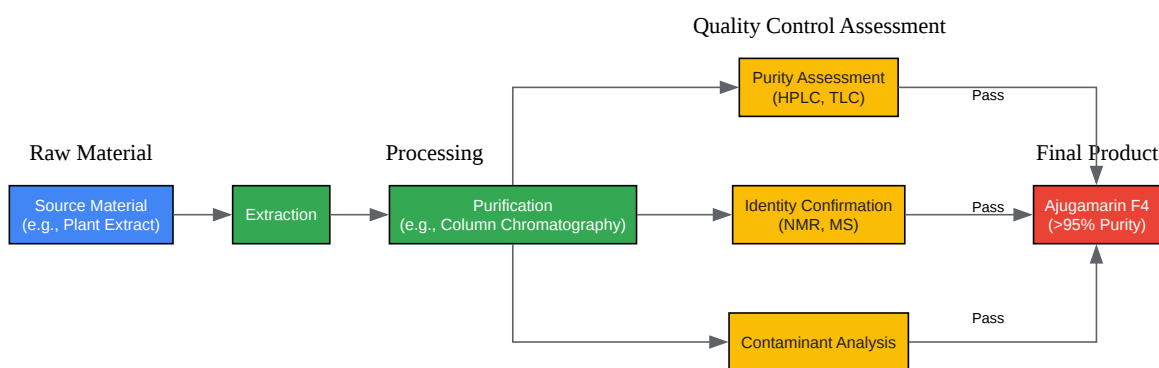 Quality Control Assessment
Purity Assessment
(HPLC, TLC)
Pass
Raw Material
Processing
Final Product
Source Material
(e.g., Plant Extract)
Extraction
Purification
(e.g., Column Chromatography)
Identity Confirmation
(NMR, MS)
Pass
Ajugamarin F4
(>95% Purity)
Contaminant Analysis
Pass